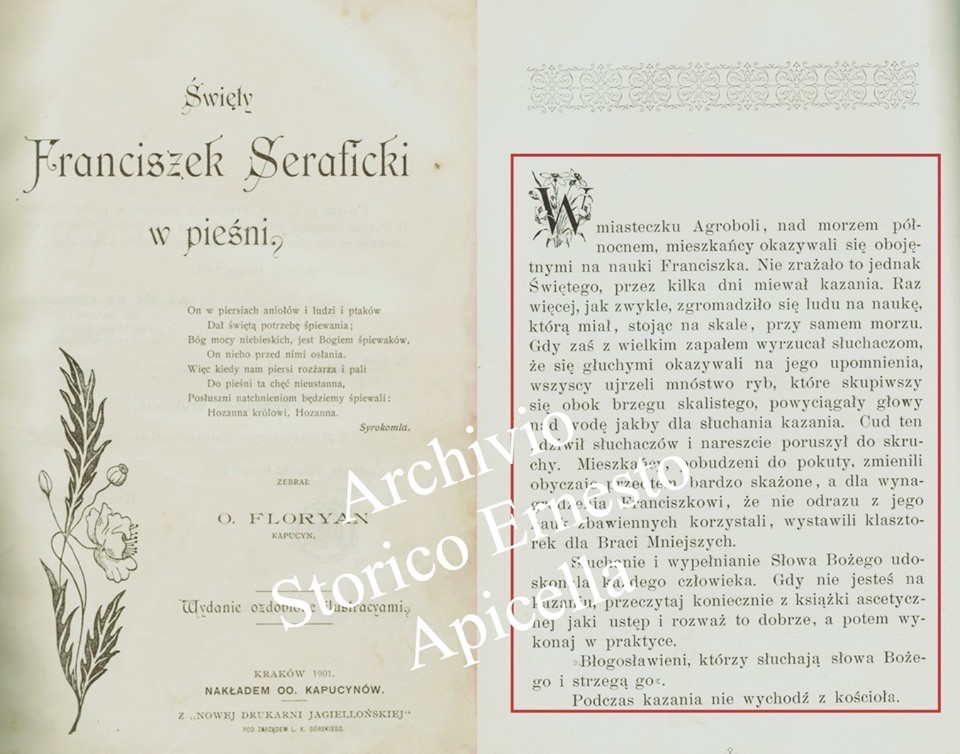 Święty
Franciszek Seraficki
w pieśni
On w piersiach aniołów i ludzi i ptaków
Dał świętą potrzebę śpiewania;
Bóg mocy niebieskich, jest Bogiem śpiewaków,
On niebo przed nimi osłania.
Więc kiedy nam piersi rozżarza i pali
Do pieśni ta chęć nieustanna,
Posłuszni natchnieniom będziemy śpiewali:
Hozanna królowi, Hozanna.
Syrokomla.
ZEBRAŁ
O. FLORYAN
KAPUCYN.
Wydanie ozdobione illustracyami
KRAKÓW 1901.
NAKŁADEM OO. KAPUCYNÓW.
Z „NOWEJ DRUKARNI JAGIELLOŃSKIEJ"
POD ZARZĄDEM L. K. GÓRSKIEGO.
W miasteczku Agroboli, nad morzem pół-
nocnem, mieszkańcy okazywali się oboję-
tnymi na nauki Franciszka. Nie zrażało to jednak
Świętego, przez kilka dni miewał kazania. Raz
więcej, jak zwykle, zgromadziło się ludu na naukę,
którą miał, stojąc na skale, przy samem morzu.
Gdy zaś z wielkim zapałem wyrzucał słuchaczom,
że się głuchymi okazywali na jego upomnienia,
wszyscy ujrzeli mnóstwo ryb, które skupiwszy
się obok brzegu skalistego, powyciągały głowy
nad wodę jakby dla słuchania kazania. Cud ten
zdziwił słuchaczów i nareszcie poruszył do skru-
chy. Mieszkańcy, pobudzeni do pokuty, zmienili
obyczaje przedtem bardzo skażone, a dla wyna-
grodzenia Franciszkowi, że nie odrazu z jego
nauk zbawiennych korzystali, wystawili klaszto-
rek dla Braci Mniejszych.
Słuchanie i wypełnianie Słowa Bożego udo-
skonala każdego człowieka. Gdy nie jesteś na
kazaniu, przeczytaj koniecznie z książki ascetycz-
nej jaki ustęp i rozważ to dobrze, a potem wy-
konaj w praktyce.
»Błogosławieni, którzy słuchają słowa Boże-
go i strzegą go«.
Podczas kazania nie wychodź z kościoła.
Archivio
Storico Ernesto
Apicella